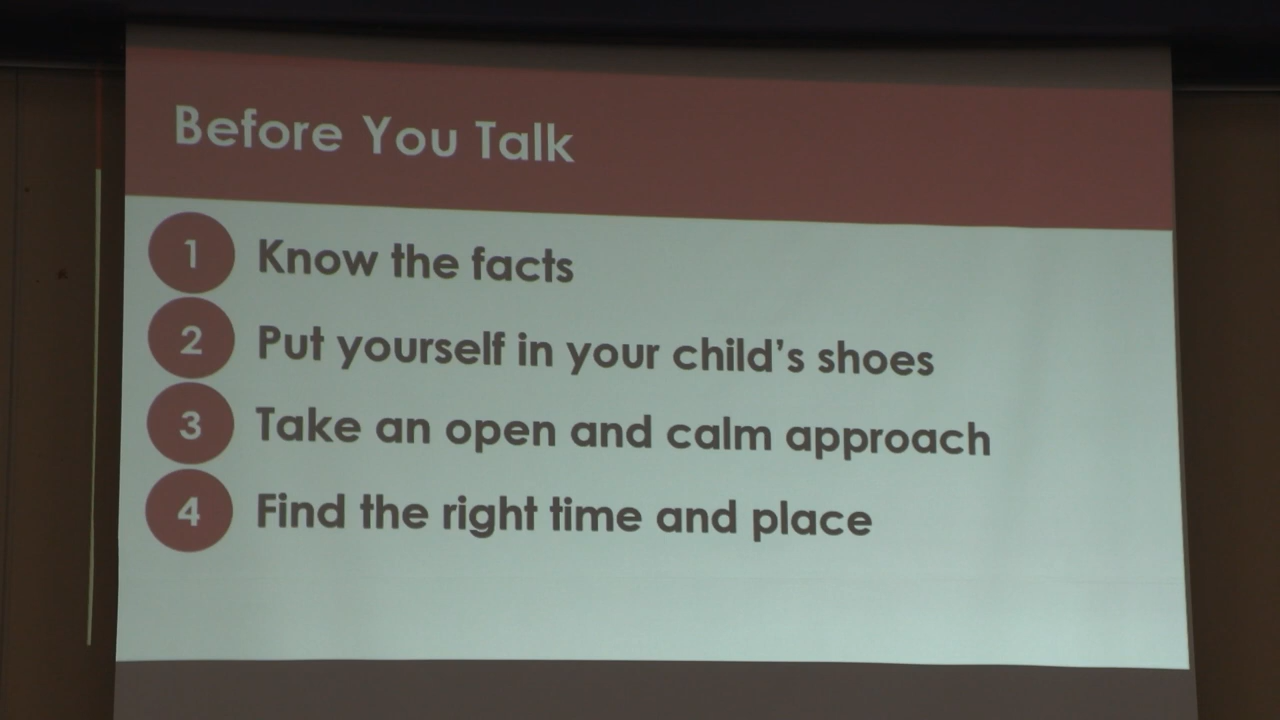 Before You Talk
1 Know the facts
2 Put yourself in your child's shoes
3 Take an open and calm approach
4 Find the right time and place